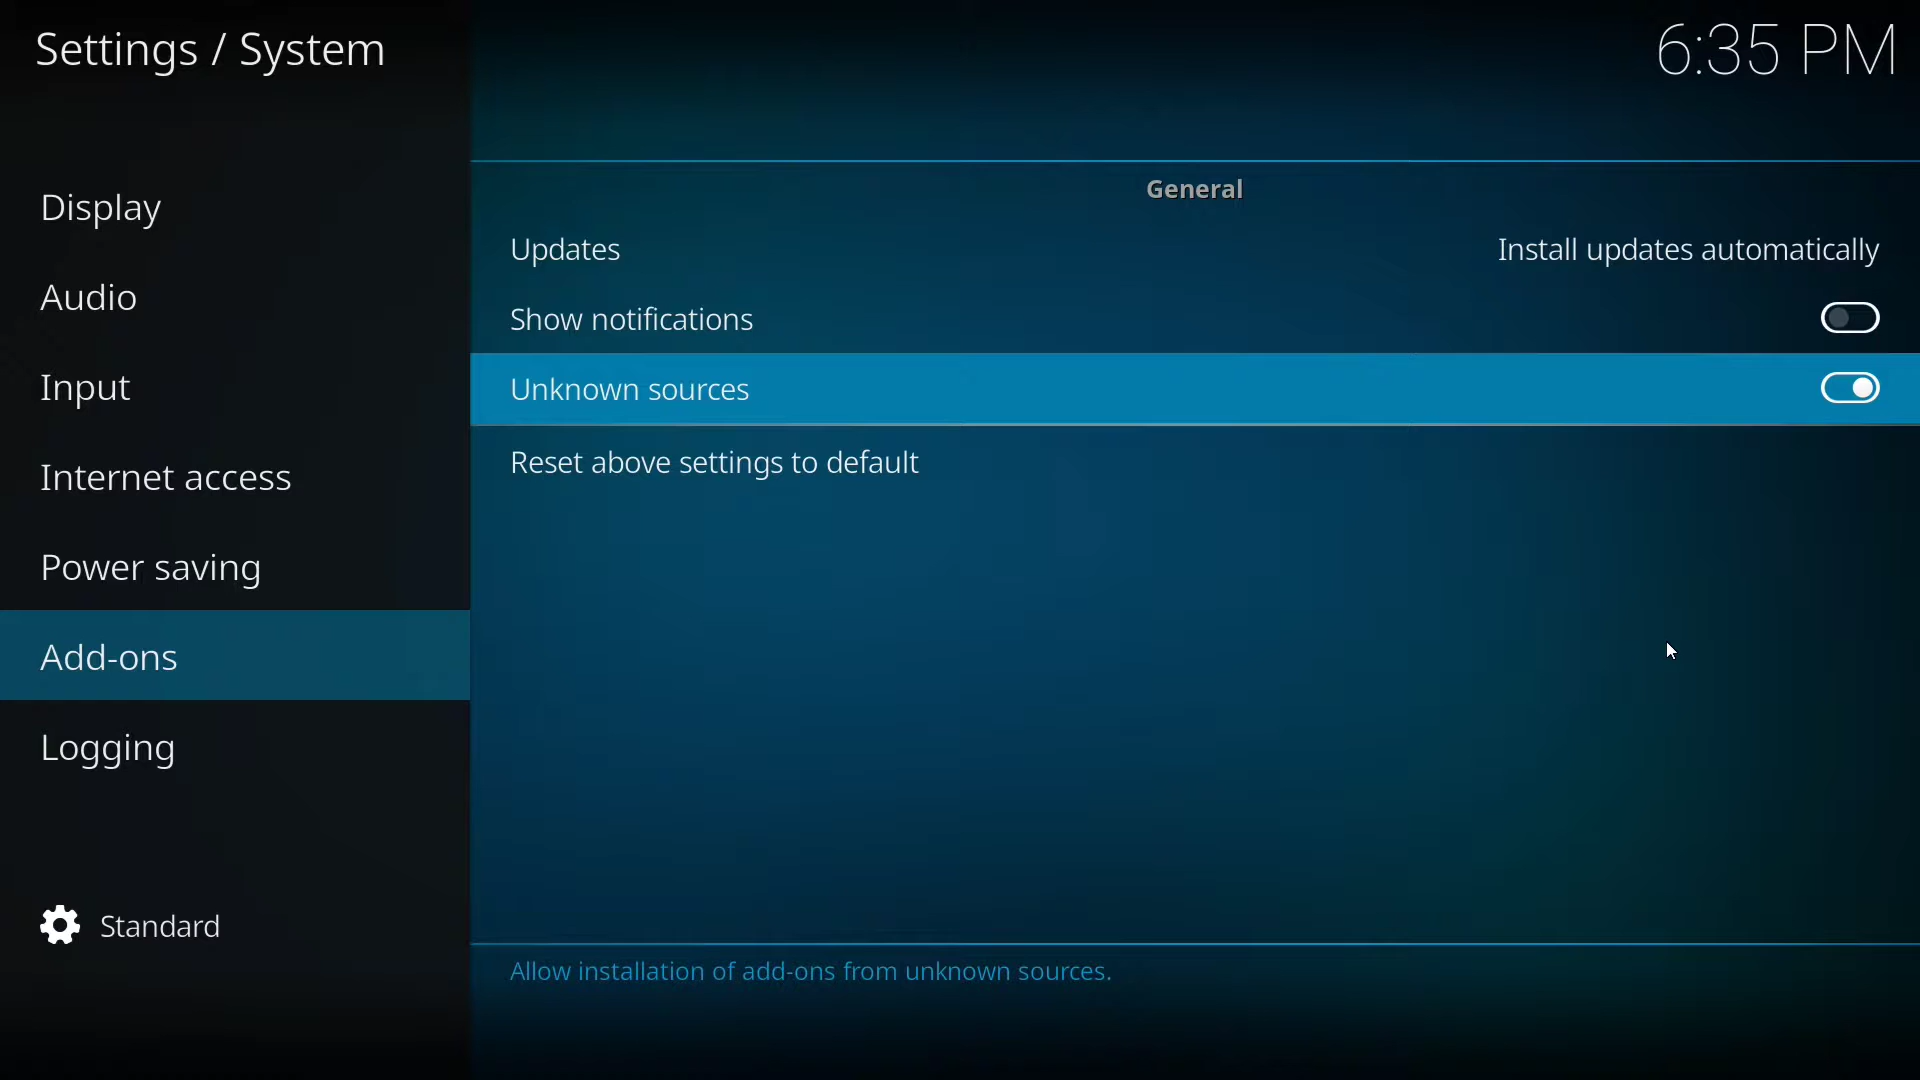 Settings / System
6:35 PM
Display
Audio
Input
Internet access
Power saving
Add-ons
Logging
Standard
General
Updates
Install updates automatically
Show notifications
Unknown sources
Reset above settings to default
Allow installation of add-ons from unknown sources.